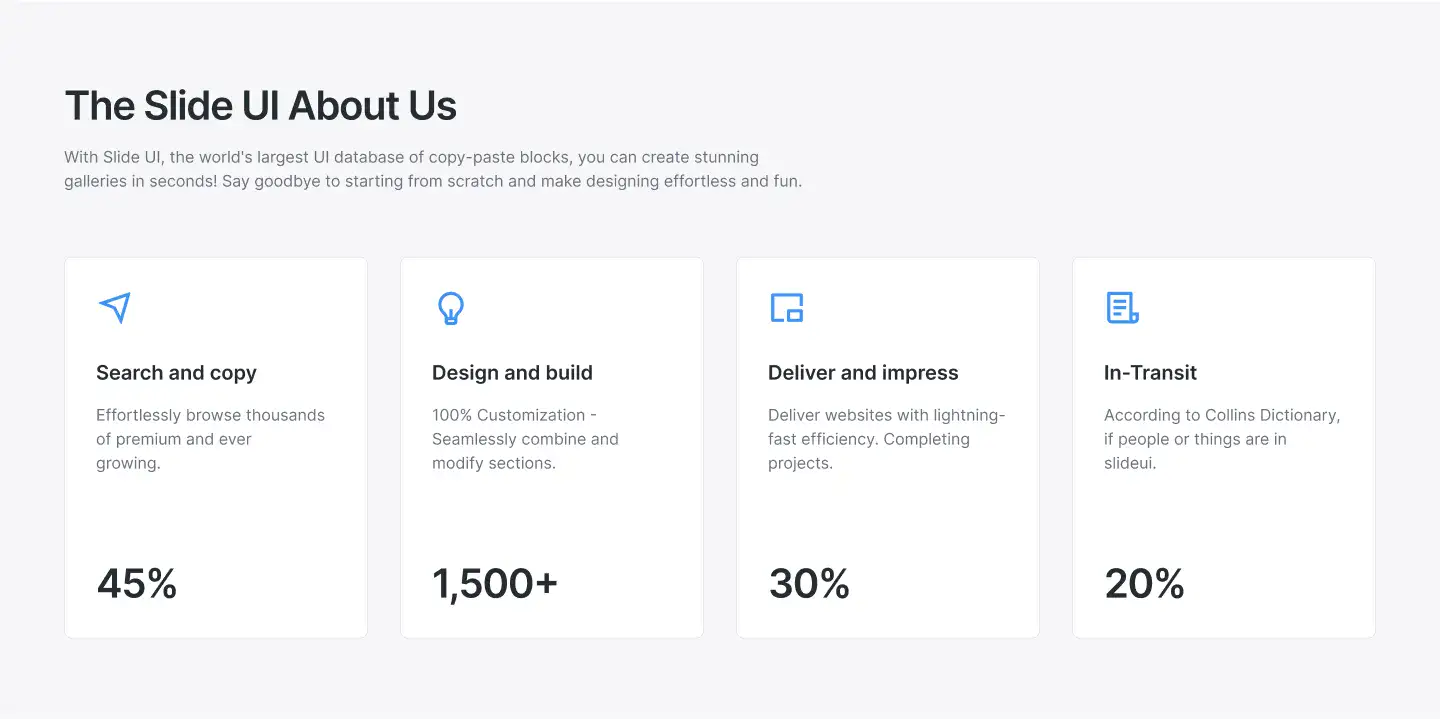 The Slide UI About Us
With Slide UI, the world's largest UI database of copy-paste blocks, you can create stunning
galleries in seconds! Say goodbye to starting from scratch and make designing effortless and fun.
Search and copy
Effortlessly browse thousands
of premium and ever
growing.
45%
Design and build
100% Customization -
Seamlessly combine and
modify sections.
1,500+
Deliver and impress
Deliver websites with lightning-
fast efficiency. Completing
projects.
30%
In-Transit
According to Collins Dictionary,
if people or things are in
slideui.
20%